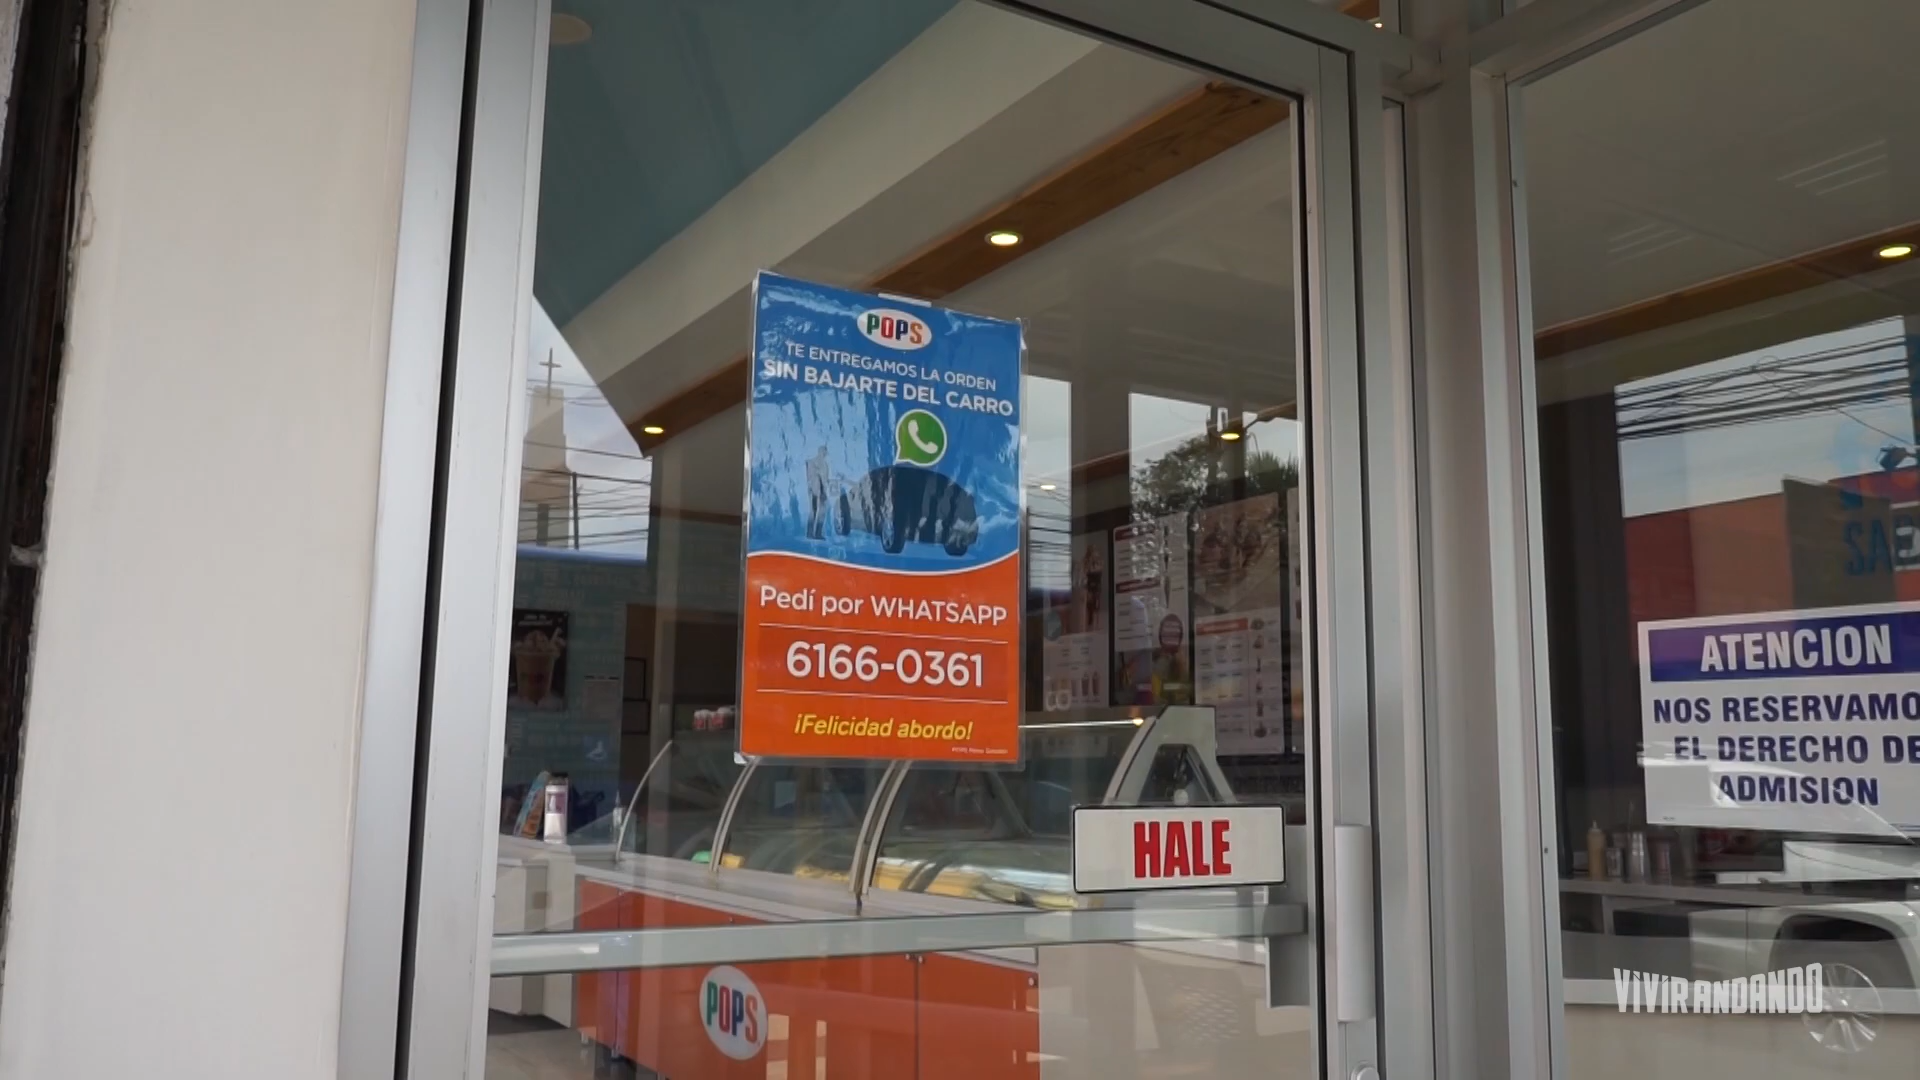 POPS
TE ENTREGAMOS LA ORDEN
SIN BAJARTE DEL CARRO
Pedí por WHATSAPP
6166-0361
¡Felicidad abordo!
HALE
POPS
ATENCION
NOS RESERVAMO
EL DERECHO DE
ADMISION
VIVIR ANDANDO